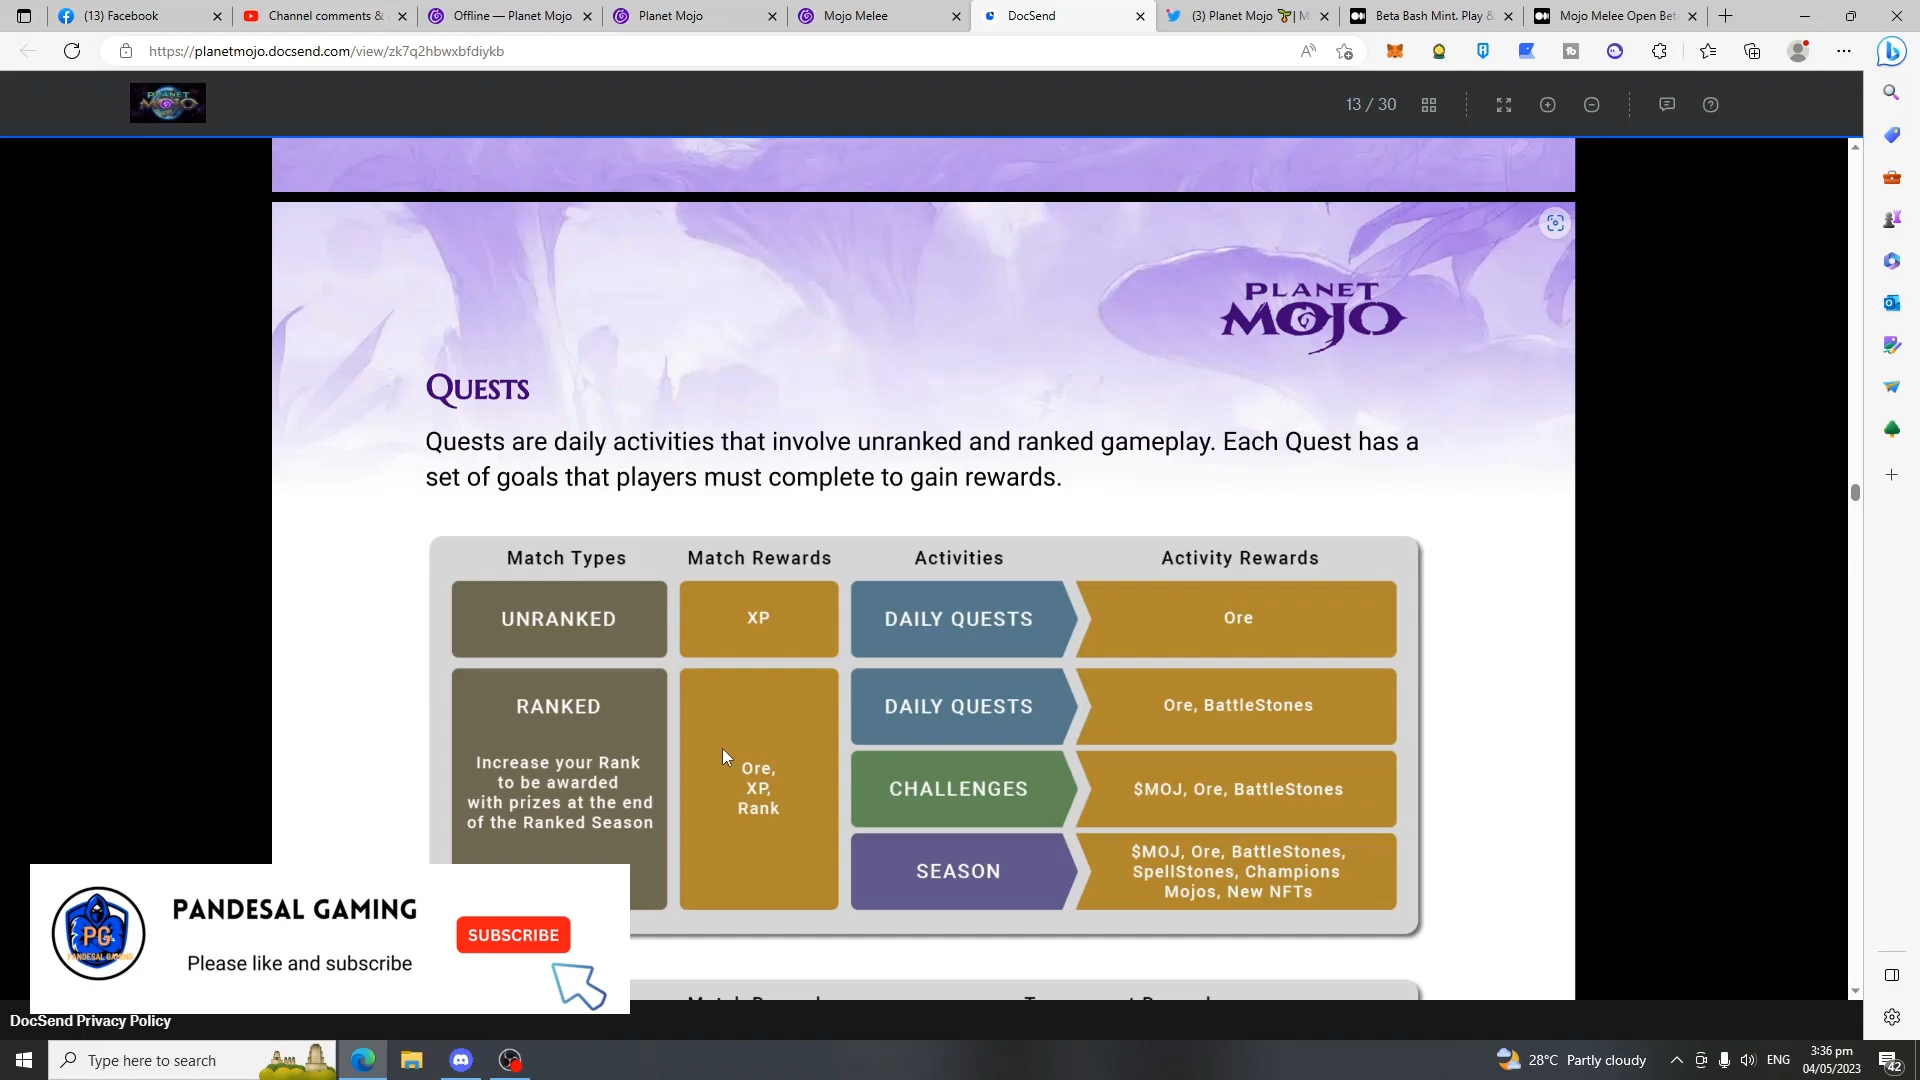 (13) Facebook
Channel comments &
Offline — Planet Mojo
Planet Mojo
Mojo Melee
DocSend
(3) Planet Mojo
Beta Bash Mint. Play &
Mojo Melee Open Bet
https://planetmojo.docsend.com/view/zk7q2hbwxbfdiykb
PLANET
MOJO
13 / 30
PLANET
MOJO
QUESTS
Quests are daily activities that involve unranked and ranked gameplay. Each Quest has a
set of goals that players must complete to gain rewards.
Match Types
Match Rewards
Activities
Activity Rewards
UNRANKED
XP
DAILY QUESTS
Ore
RANKED
Increase your Rank
to be awarded
with prizes at the end
of the Ranked Season
Ore,
XP,
Rank
DAILY QUESTS
Ore, BattleStones
CHALLENGES
$MOJ, Ore, BattleStones
SEASON
$MOJ, Ore, BattleStones,
SpellStones, Champions
Mojos, New NFTs
PG
PANDESAL GAMING
PANDESAL GAMING
Please like and subscribe
SUBSCRIBE
DocSend Privacy Policy
Type here to search
28°C Partly cloudy
ENG
3:36 pm
04/05/2023
42